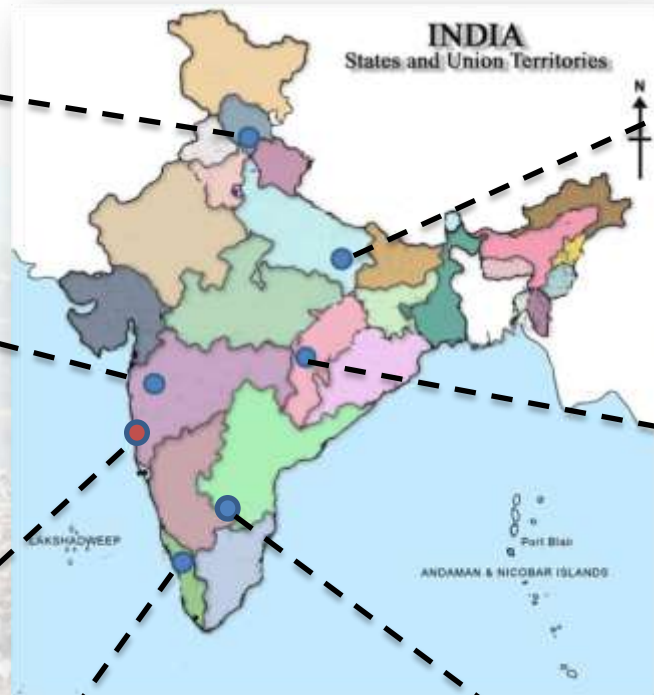 INDIA
States and Union Territories
N
LAKSHADWEEP
Port Blair
ANDAMAN & NICOBAR ISLANDS